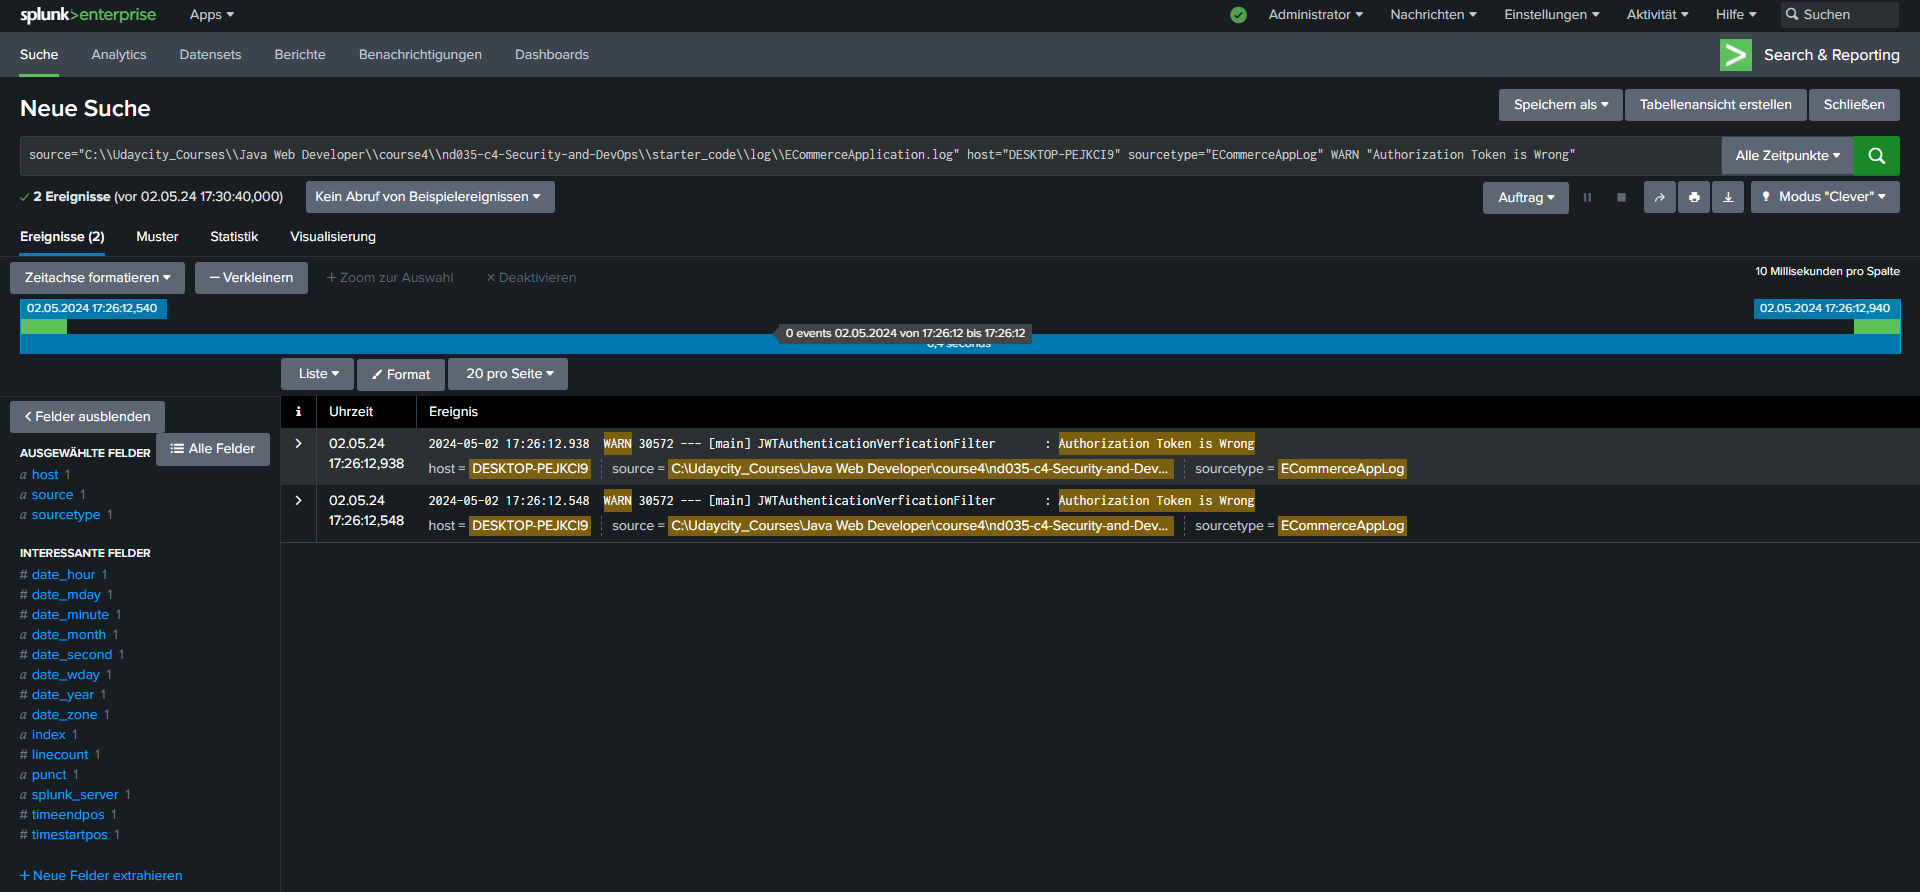 splunk>enterprise Apps Administrator Nachrichten Einstellungen Aktivität Hilfe Suchen
Suche Analytics Datensets Berichte Benachrichtigungen Dashboards Search & Reporting
Neue Suche Speichern als Tabellenansicht erstellen Schließen
source="C:\\Udaycity_Courses\\Java Web Developer\\course4\\nd035-c4-Security-and-DevOps\\starter_code\\log\\ECommerceApplication.log" host="DESKTOP-PEJKCI9" sourcetype="ECommerceAppLog" WARN "Authorization Token is Wrong" Alle Zeitpunkte
2 Ereignisse (vor 02.05.24 17:30:40,000) Kein Abruf von Beispielereignissen Auftrag Modus "Clever"
Ereignisse (2) Muster Statistik Visualisierung
Zeitachse formatieren — Verkleinern + Zoom zur Auswahl × Deaktivieren 10 Millisekunden pro Spalte
02.05.2024 17:26:12,540 02.05.2024 17:26:12,940
0 events 02.05.2024 von 17:26:12 bis 17:26:12
Liste Format 20 pro Seite
< Felder ausblenden
Alle Felder
AUSGEWÄHLTE FELDER
a host 1
a source 1
a sourcetype 1
INTERESSANTE FELDER
# date_hour 1
# date_mday 1
# date_minute 1
a date_month 1
# date_second 1
a date_wday 1
# date_year 1
a date_zone 1
a index 1
# linecount 1
a punct 1
a splunk_server 1
# timeendpos 1
# timestartpos 1
+ Neue Felder extrahieren
i Uhrzeit Ereignis
> 02.05.24 2024-05-02 17:26:12.938 WARN 30572 --- [main] JWTAuthenticationVerficationFilter : Authorization Token is Wrong
17:26:12,938 host = DESKTOP-PEJKCI9 source = C:\Udaycity_Courses\Java Web Developer\course4\nd035-c4-Security-and-Dev... sourcetype = ECommerceAppLog
> 02.05.24 2024-05-02 17:26:12.548 WARN 30572 --- [main] JWTAuthenticationVerficationFilter : Authorization Token is Wrong
17:26:12,548 host = DESKTOP-PEJKCI9 source = C:\Udaycity_Courses\Java Web Developer\course4\nd035-c4-Security-and-Dev... sourcetype = ECommerceAppLog